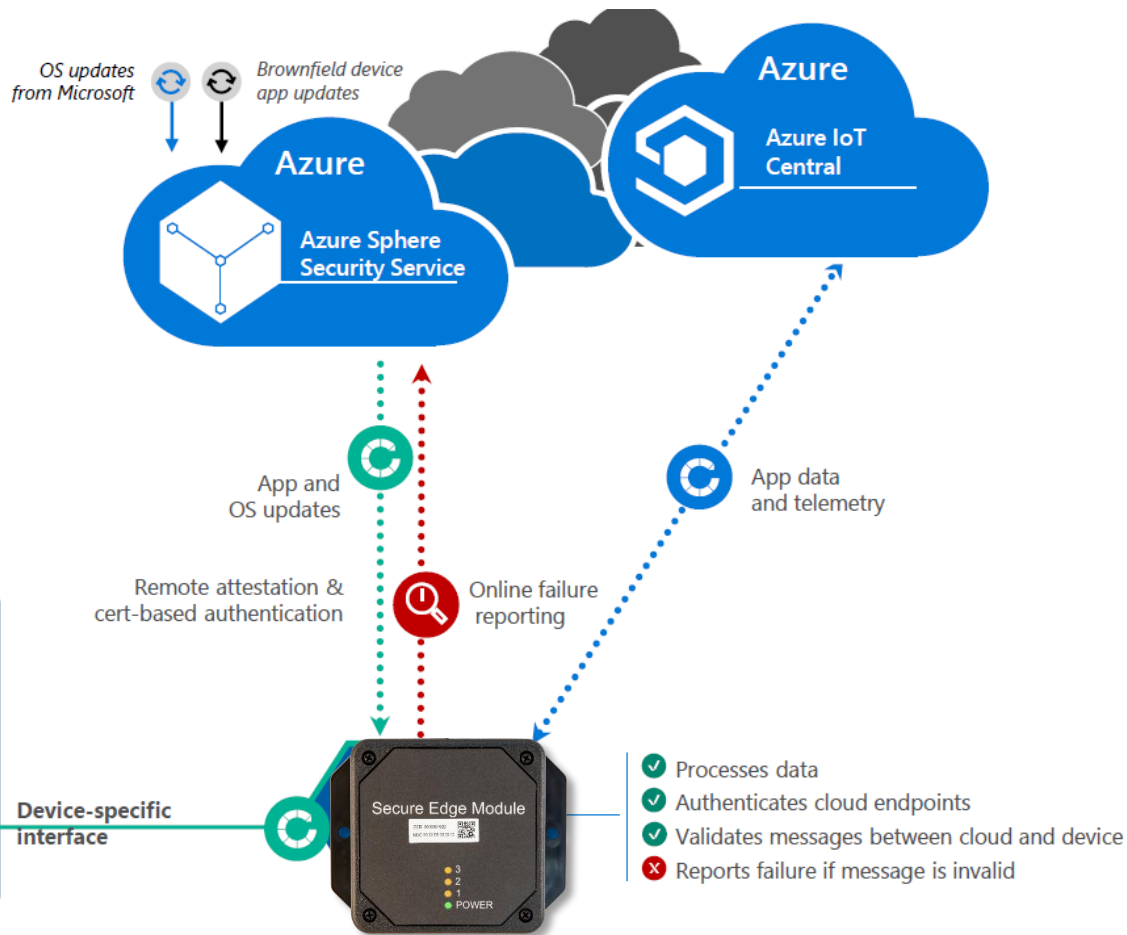 OS updates
from Microsoft
Brownfield device
app updates
Azure
Azure IoT
Central
Azure
Azure Sphere
Security Service
App and
OS updates
App data
and telemetry
Remote attestation &
cert-based authentication
Online failure
reporting
Device-specific
interface
Secure Edge Module
3
2
1
POWER
Processes data
Authenticates cloud endpoints
Validates messages between cloud and device
Reports failure if message is invalid